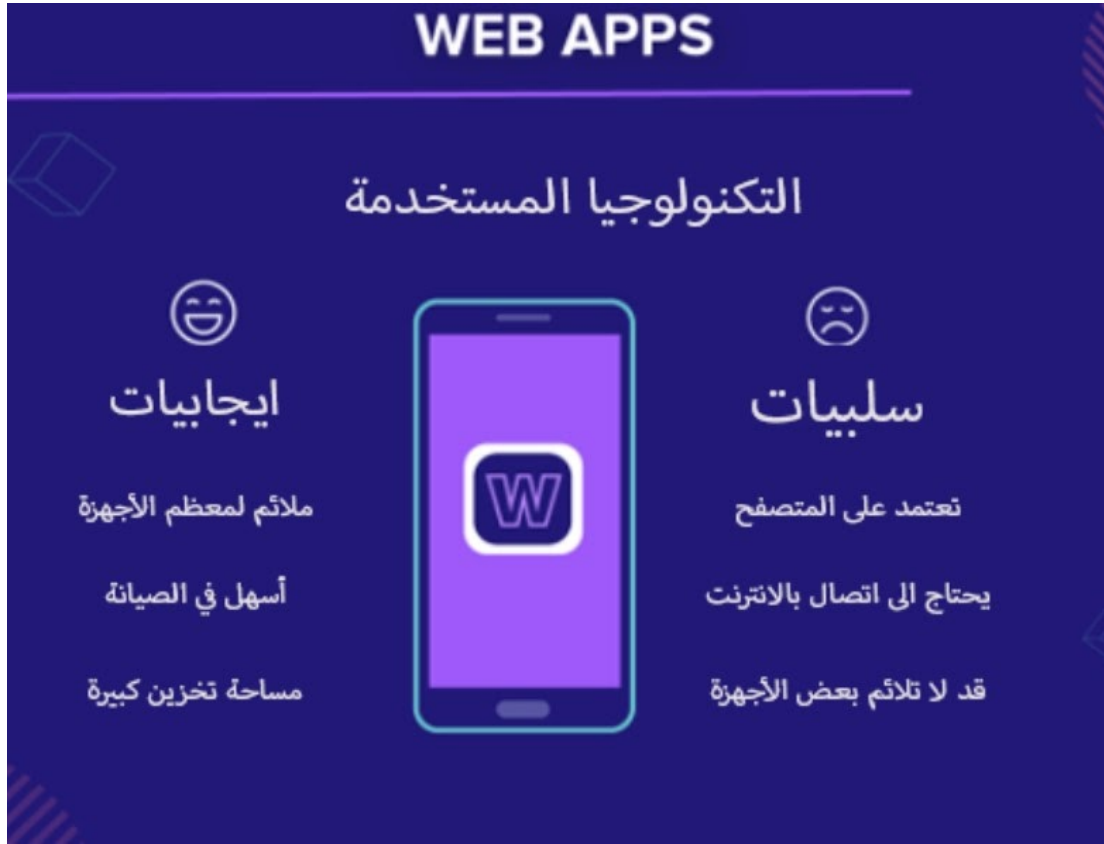 WEB APPS
التكنولوجيا المستخدمة
سلبيات
تعتمد على المتصفح
يحتاج الى اتصال بالانترنت
قد لا تلائم بعض الأجهزة
W
ايجابيات
ملائم لمعظم الأجهزة
أسهل في الصيانة
مساحة تخزين كبيرة